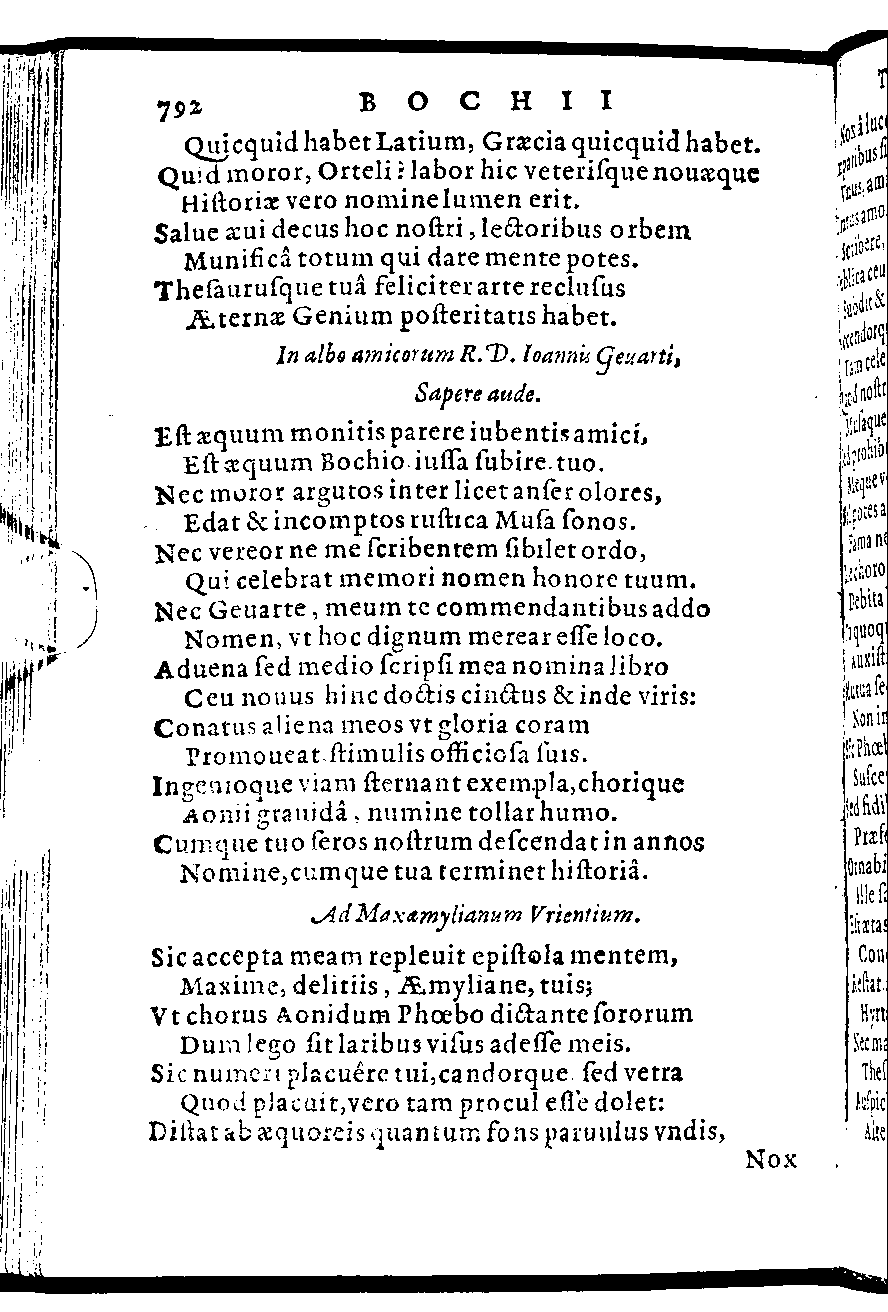 792 BOCHII
Quicquid habet Latium, Græcia quicquid habet.
Quid moror, Orteli? labor hic veteriſque nouæque
Hiſtoriæ vero nomine lumen erit.
Salue æui decus hoc noſtri, lectoribus orbem
Munificâ totum qui dare mente potes.
Theſauruſque tuâ feliciter arte recluſus
Æternæ Genium poſteritatis habet.
In albo amicorum R. D. Ioannis Geuarti,
Sapere aude.
Eſt æquum monitis parere iubentis amici,
Eſt æquum Bochio iuſſa ſubire tuo.
Nec moror argutos inter licet anſer olores,
Edat & incomptos ruſtica Muſa ſonos.
Nec vereor ne me ſcribentem ſibilet ordo,
Qui celebrat memori nomen honore tuum.
Nec Geuarte, meum te commendantibus addo
Nomen, vt hoc dignum merear eſſe loco.
Aduena ſed medio ſcripſi mea nomina libro
Ceu nouus hinc doctis cinctus & inde viris:
Conatus aliena meos vt gloria coram
Promoueat ſtimulis officioſa ſuis.
Ingenioque viam ſternant exempla, chorique
Aonii grauidâ, numine tollar humo.
Cumque tuo ſeros noſtrum deſcendat in annos
Nomine, cumque tua terminet hiſtoriâ.
Ad Maxæmylianum Vrientium.
Sic accepta meam repleuit epiſtola mentem,
Maxime, delitiis, Æmyliane, tuis;
Vt chorus Aonidum Phœbo dictante ſororum
Dum lego ſit laribus viſus adeſſe meis.
Sic numeri placuêre tui, candorque. ſed vetra
Quod placuit, vero tam procul eſſe dolet:
Diſtat ab æquoreis quantum fons paruulus vndis,
Nox